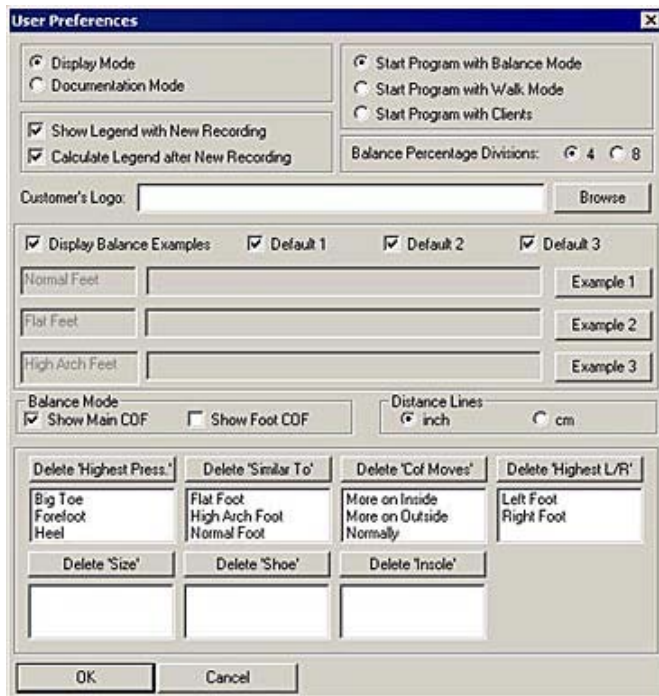 User Preferences
Display Mode
Documentation Mode
Start Program with Balance Mode
Start Program with Walk Mode
Start Program with Clients
Show Legend with New Recording
Calculate Legend after New Recording
Balance Percentage Divisions: 4 8
Customer's Logo: Browse
Display Balance Examples Default 1 Default 2 Default 3
Normal Feet Example 1
Flat Feet Example 2
High Arch Feet Example 3
Balance Mode
Show Main COF Show Foot COF
Distance Lines
inch cm
Delete 'Highest Press.' Delete 'Similar To' Delete 'Cof Moves' Delete 'Highest L/R'
Big Toe Flat Foot More on Inside Left Foot
Forefoot High Arch Foot More on Outside Right Foot
Heel Normal Foot Normally
Delete 'Size' Delete 'Shoe' Delete 'Insole'
OK Cancel